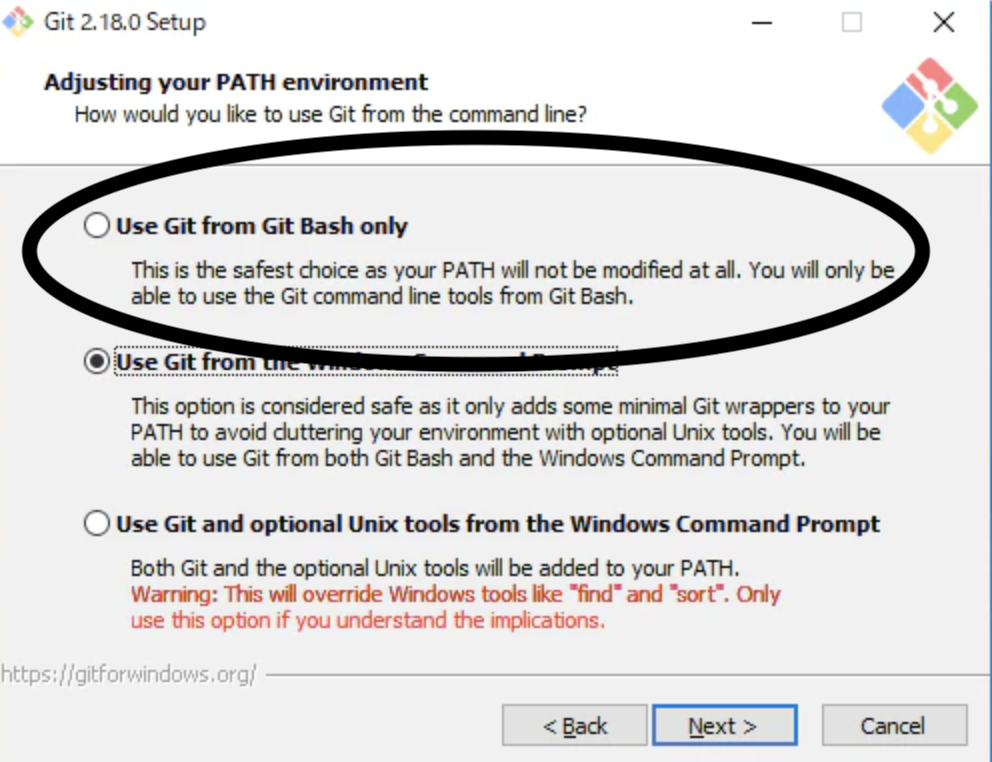 Git 2.18.0 Setup
Adjusting your PATH environment
How would you like to use Git from the command line?
Use Git from Git Bash only
This is the safest choice as your PATH will not be modified at all. You will only be
able to use the Git command line tools from Git Bash.
Use Git from the Windows Command Prompt
This option is considered safe as it only adds some minimal Git wrappers to your
PATH to avoid cluttering your environment with optional Unix tools. You will be
able to use Git from both Git Bash and the Windows Command Prompt.
Use Git and optional Unix tools from the Windows Command Prompt
Both Git and the optional Unix tools will be added to your PATH.
Warning: This will override Windows tools like "find" and "sort". Only
use this option if you understand the implications.
https://gitforwindows.org/
< Back
Next >
Cancel